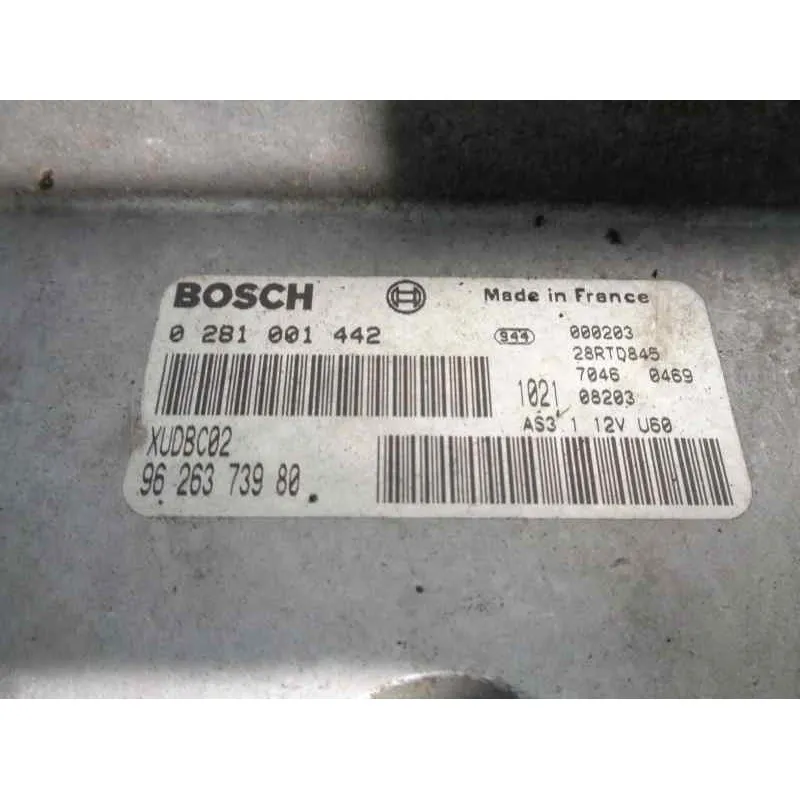 BOSCH Made in France
0 281 001 442 944 000203
28RTD845
7046 0469
1021 08203
AS3 1 12V U60
XUDBC02
96 263 739 80